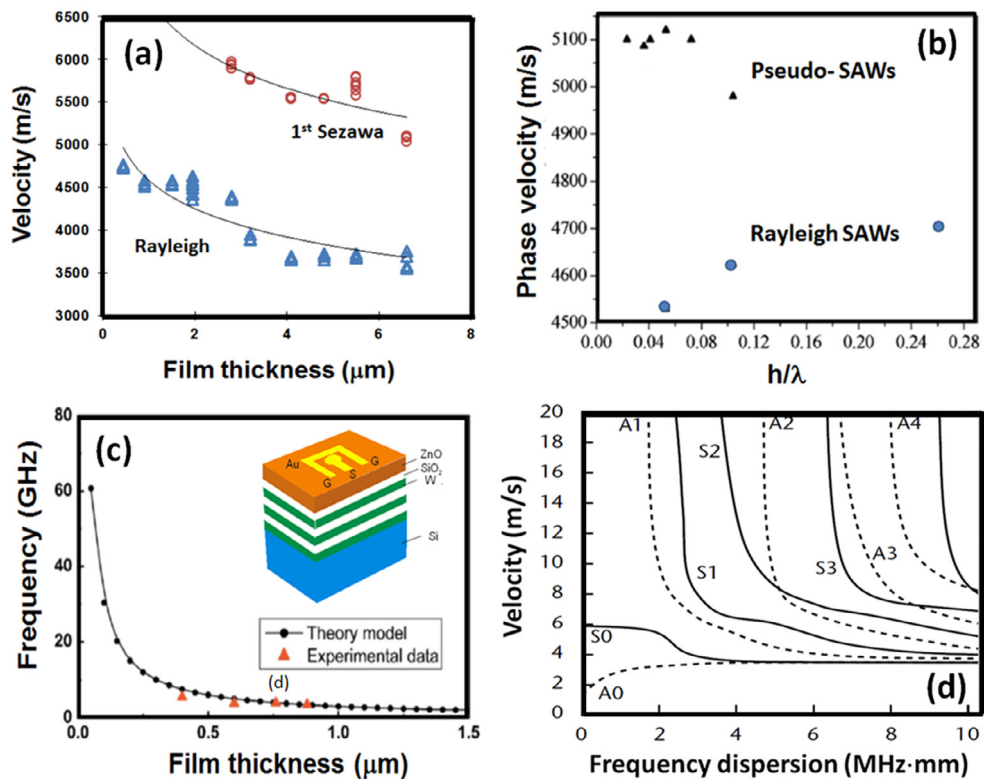 (a)
6500
6000
5500
5000
4500
4000
3500
3000
Velocity (m/s)
1st Sezawa
Rayleigh
0 2 4 6 8
Film thickness (μm)
(b)
5100
5000
4900
4800
4700
4600
4500
Phase velocity (m/s)
Pseudo- SAWs
Rayleigh SAWs
0.00 0.04 0.08 0.12 0.16 0.20 0.24 0.28
h/λ
(c)
80
60
40
20
0
Frequency (GHz)
Au
G S G
ZnO
SiO2
W
Si
Theory model
Experimental data
(d)
0.0 0.5 1.0 1.5
Film thickness (μm)
20
18
16
14
12
10
8
6
4
2
0
Velocity (m/s)
A1 S2 A2 A4
S1 S3 A3
S0
A0
(d)
0 2 4 6 8 10
Frequency dispersion (MHz·mm)